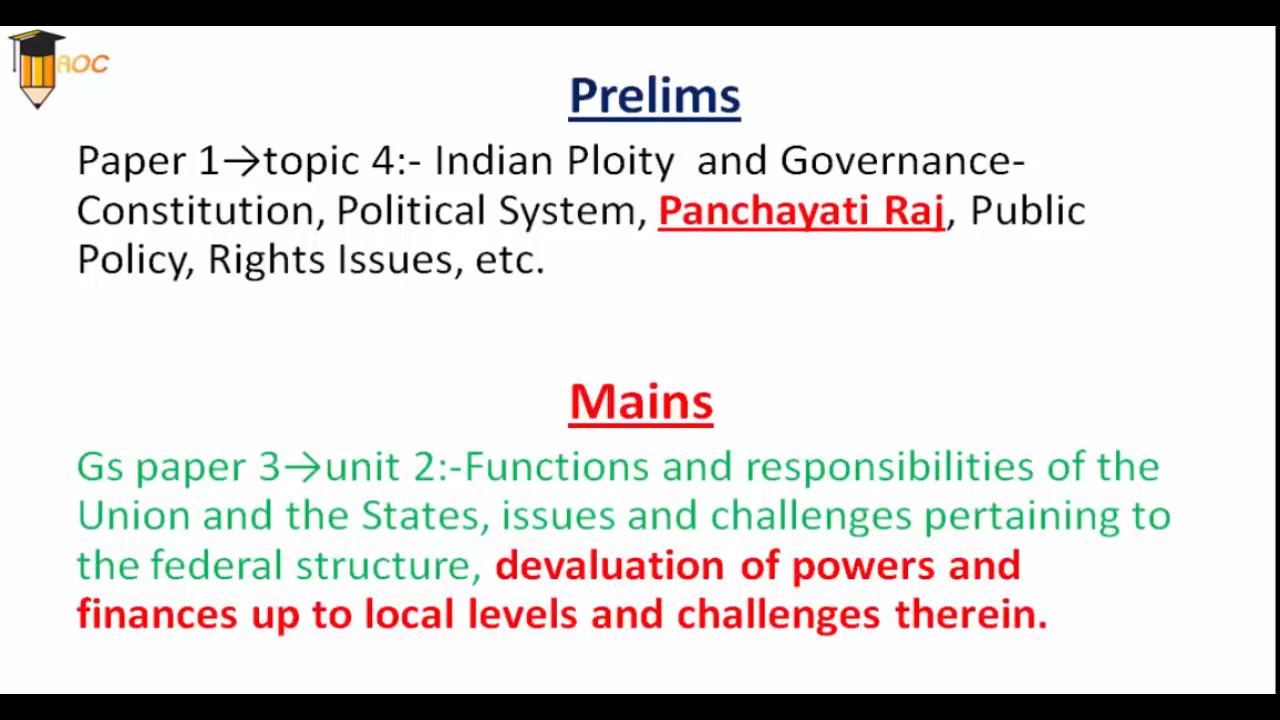 AOC
Prelims
Paper 1→topic 4:- Indian Ploity and Governance-
Constitution, Political System, Panchayati Raj, Public
Policy, Rights Issues, etc.
Mains
Gs paper 3→unit 2:-Functions and responsibilities of the
Union and the States, issues and challenges pertaining to
the federal structure, devaluation of powers and
finances up to local levels and challenges therein.